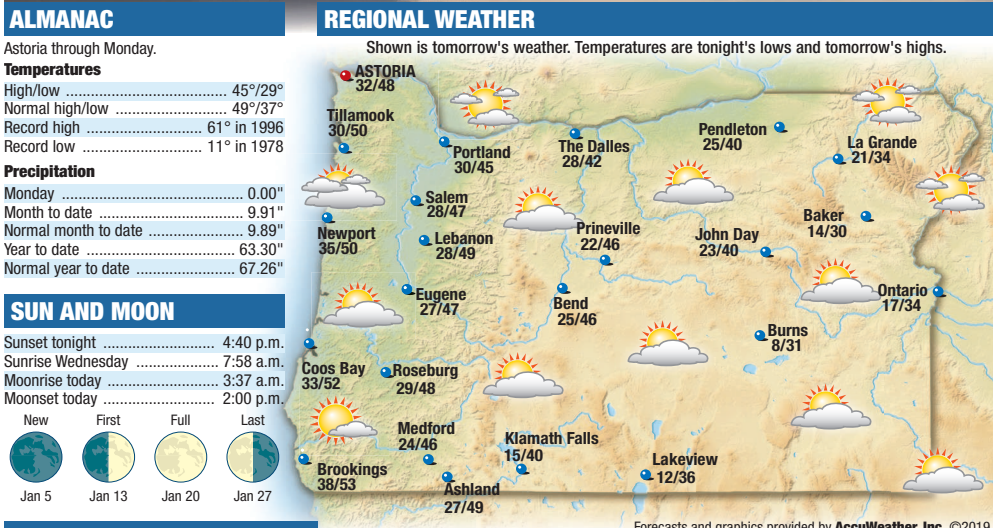 ALMANAC
Astoria through Monday.
Temperatures
High/low ................................ 45°/29°
Normal high/low ..................... 49°/37°
Record high ..................... 61° in 1996
Record low ...................... 11° in 1978
Precipitation
Monday ..................................... 0.00"
Month to date ........................... 9.91"
Normal month to date ............... 9.89"
Year to date ............................ 63.30"
Normal year to date ................. 67.26"
SUN AND MOON
Sunset tonight ...................... 4:40 p.m.
Sunrise Wednesday ............... 7:58 a.m.
Moonrise today ..................... 3:37 a.m.
Moonset today ...................... 2:00 p.m.
New First Full Last
Jan 5 Jan 13 Jan 20 Jan 27
REGIONAL WEATHER
Shown is tomorrow's weather. Temperatures are tonight's lows and tomorrow's highs.
ASTORIA
32/48
Tillamook
30/50
Portland
30/45
The Dalles
28/42
Pendleton
25/40
La Grande
21/34
Salem
28/47
Newport
35/50
Lebanon
28/49
Prineville
22/46
John Day
23/40
Baker
14/30
Eugene
27/47
Bend
25/46
Ontario
17/34
Burns
8/31
Coos Bay
33/52
Roseburg
29/48
Medford
24/46
Klamath Falls
15/40
Brookings
38/53
Ashland
27/49
Lakeview
12/36
Forecasts and graphics provided by AccuWeather, Inc. ©2019